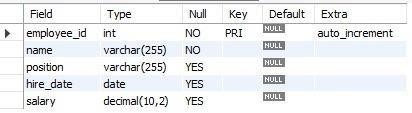 Field Type Null Key Default Extra
employee_id int NO PRI NULL auto_increment
name varchar(255) NO NULL
position varchar(255) YES NULL
hire_date date YES NULL
salary decimal(10,2) YES NULL